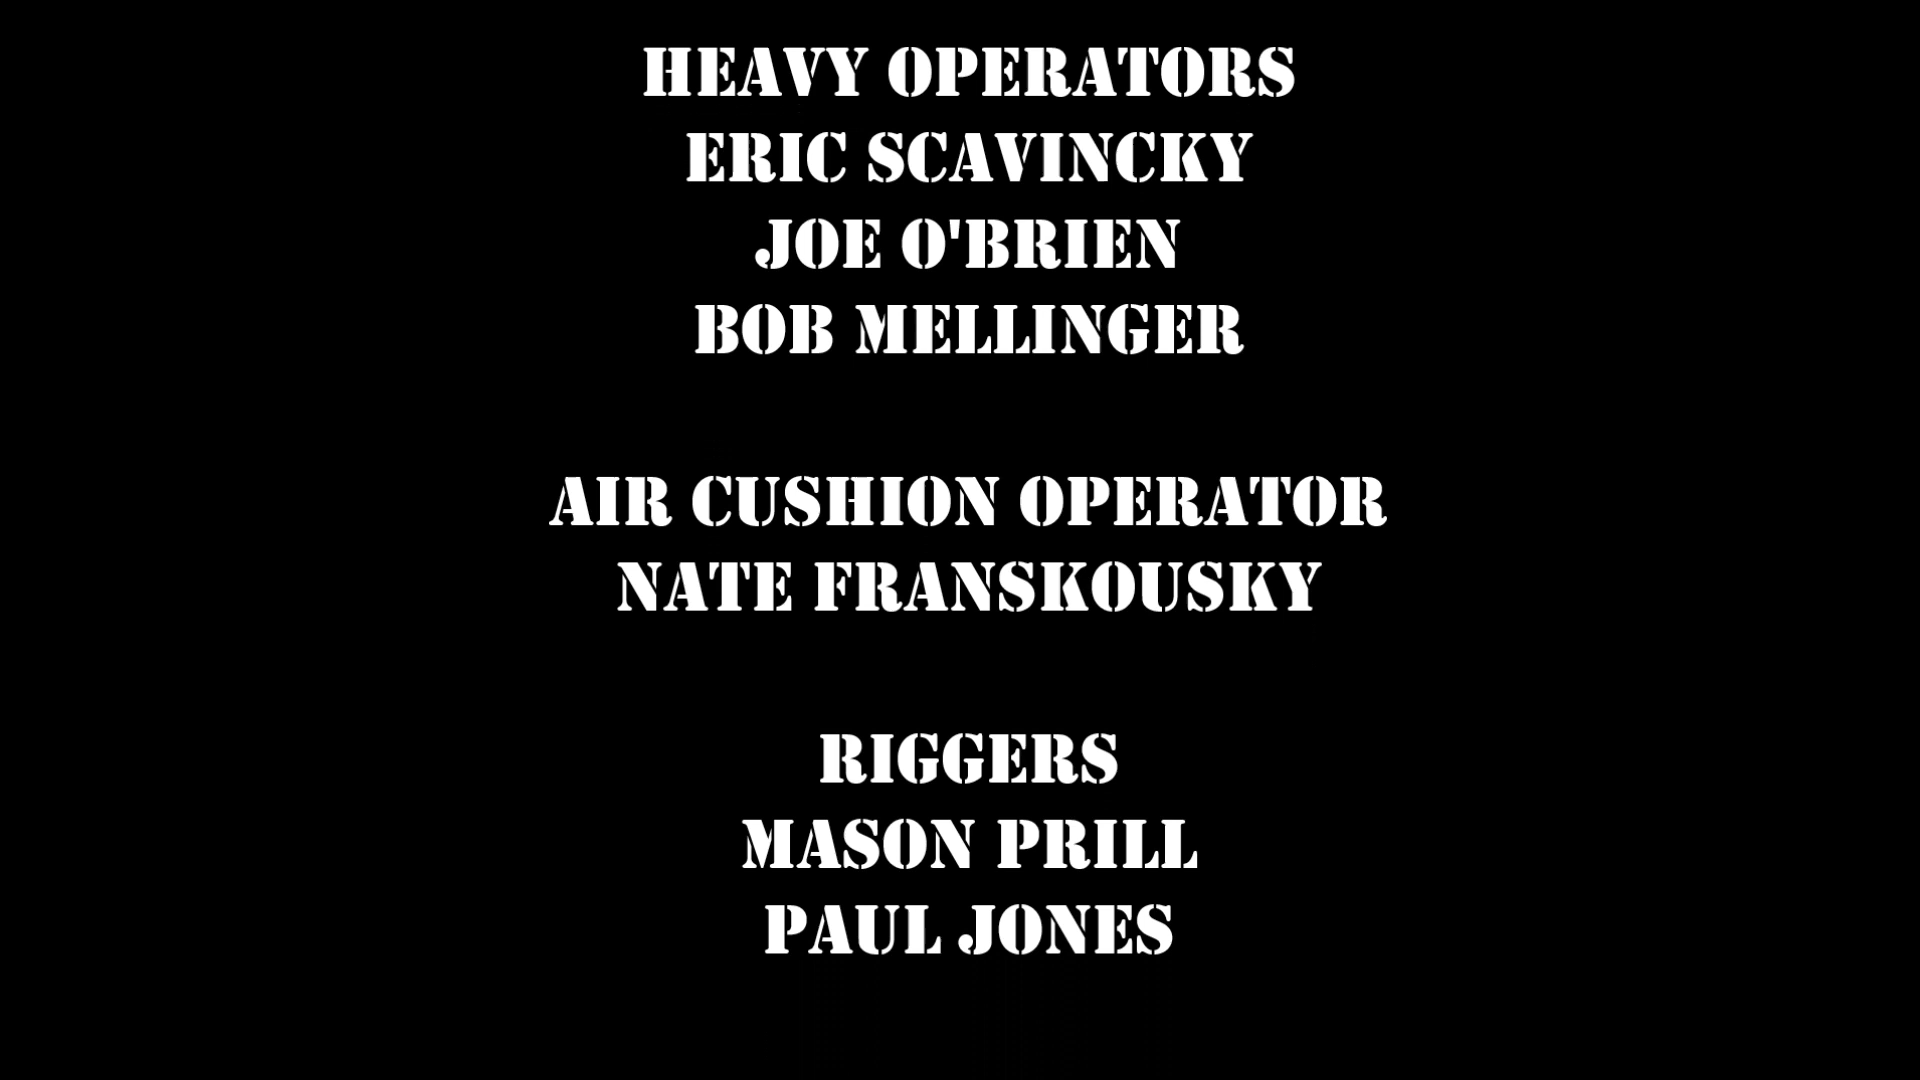 HEAVY OPERATORS
ERIC SCAVINCKY
JOE O'BRIEN
BOB MELLINGER
AIR CUSHION OPERATOR
NATE FRANSKOUSKY
RIGGERS
MASON PRILL
PAUL JONES